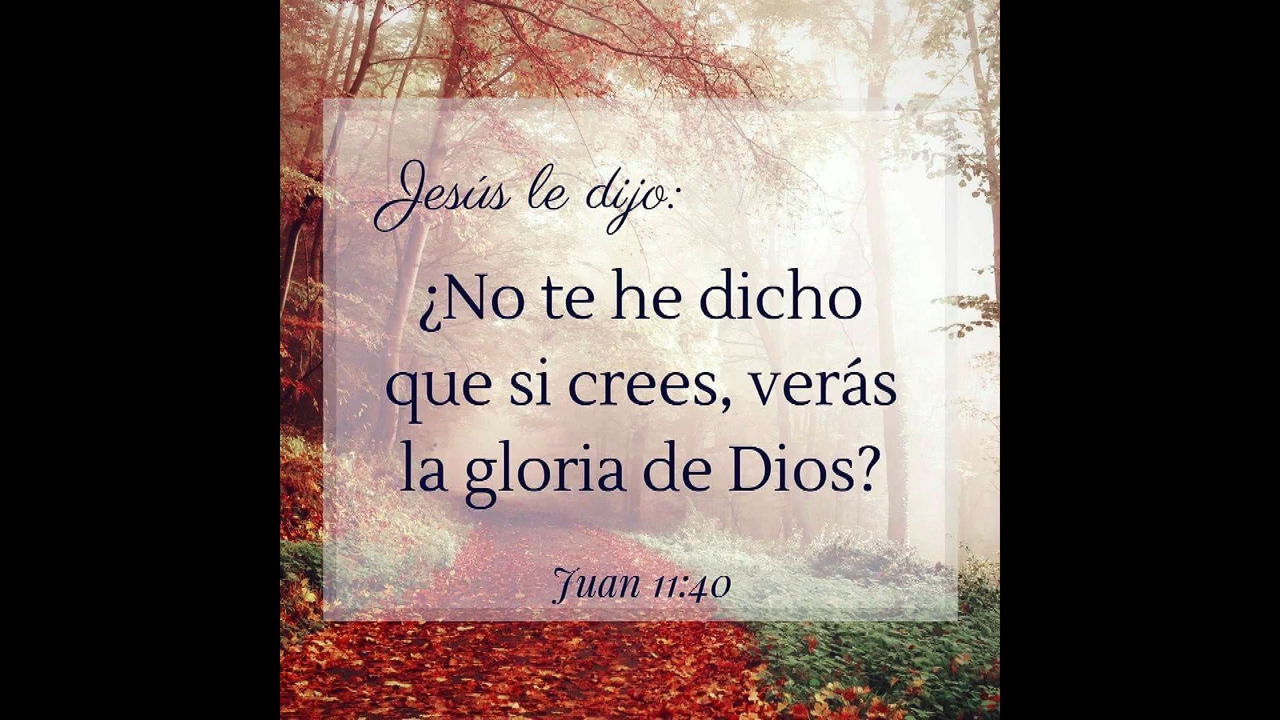 Jesús le dijo:
¿No te he dicho
que si crees, verás
la gloria de Dios?
Juan 11:40